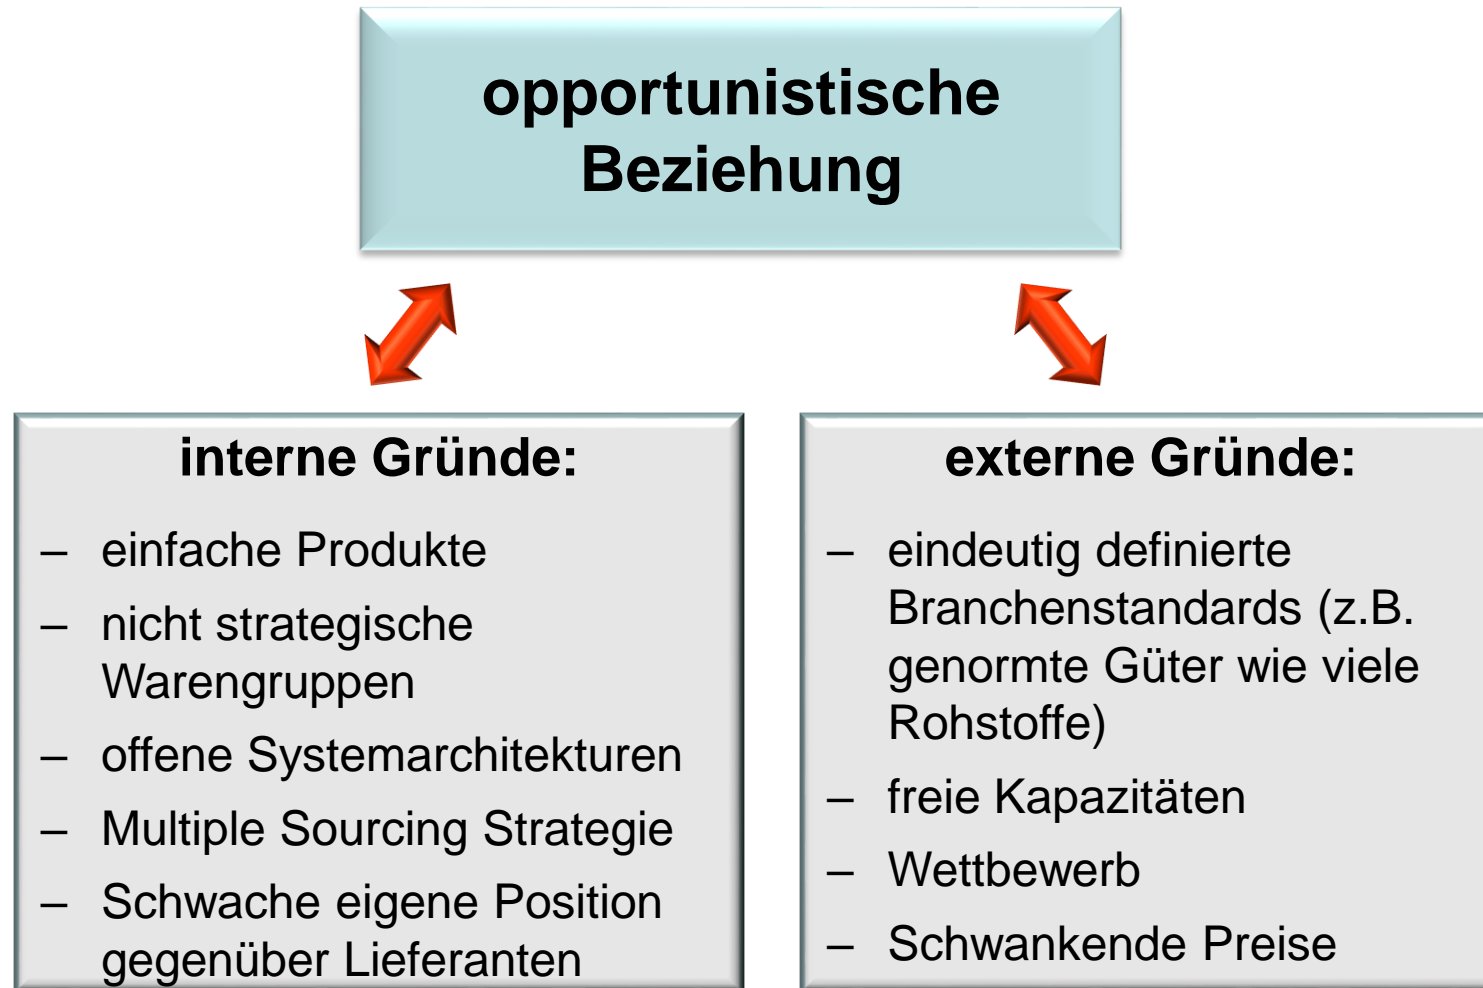 opportunistische
Beziehung
interne Gründe:
– einfache Produkte
– nicht strategische
Warengruppen
– offene Systemarchitekturen
– Multiple Sourcing Strategie
– Schwache eigene Position
gegenüber Lieferanten
externe Gründe:
– eindeutig definierte
Branchenstandards (z.B.
genormte Güter wie viele
Rohstoffe)
– freie Kapazitäten
– Wettbewerb
– Schwankende Preise